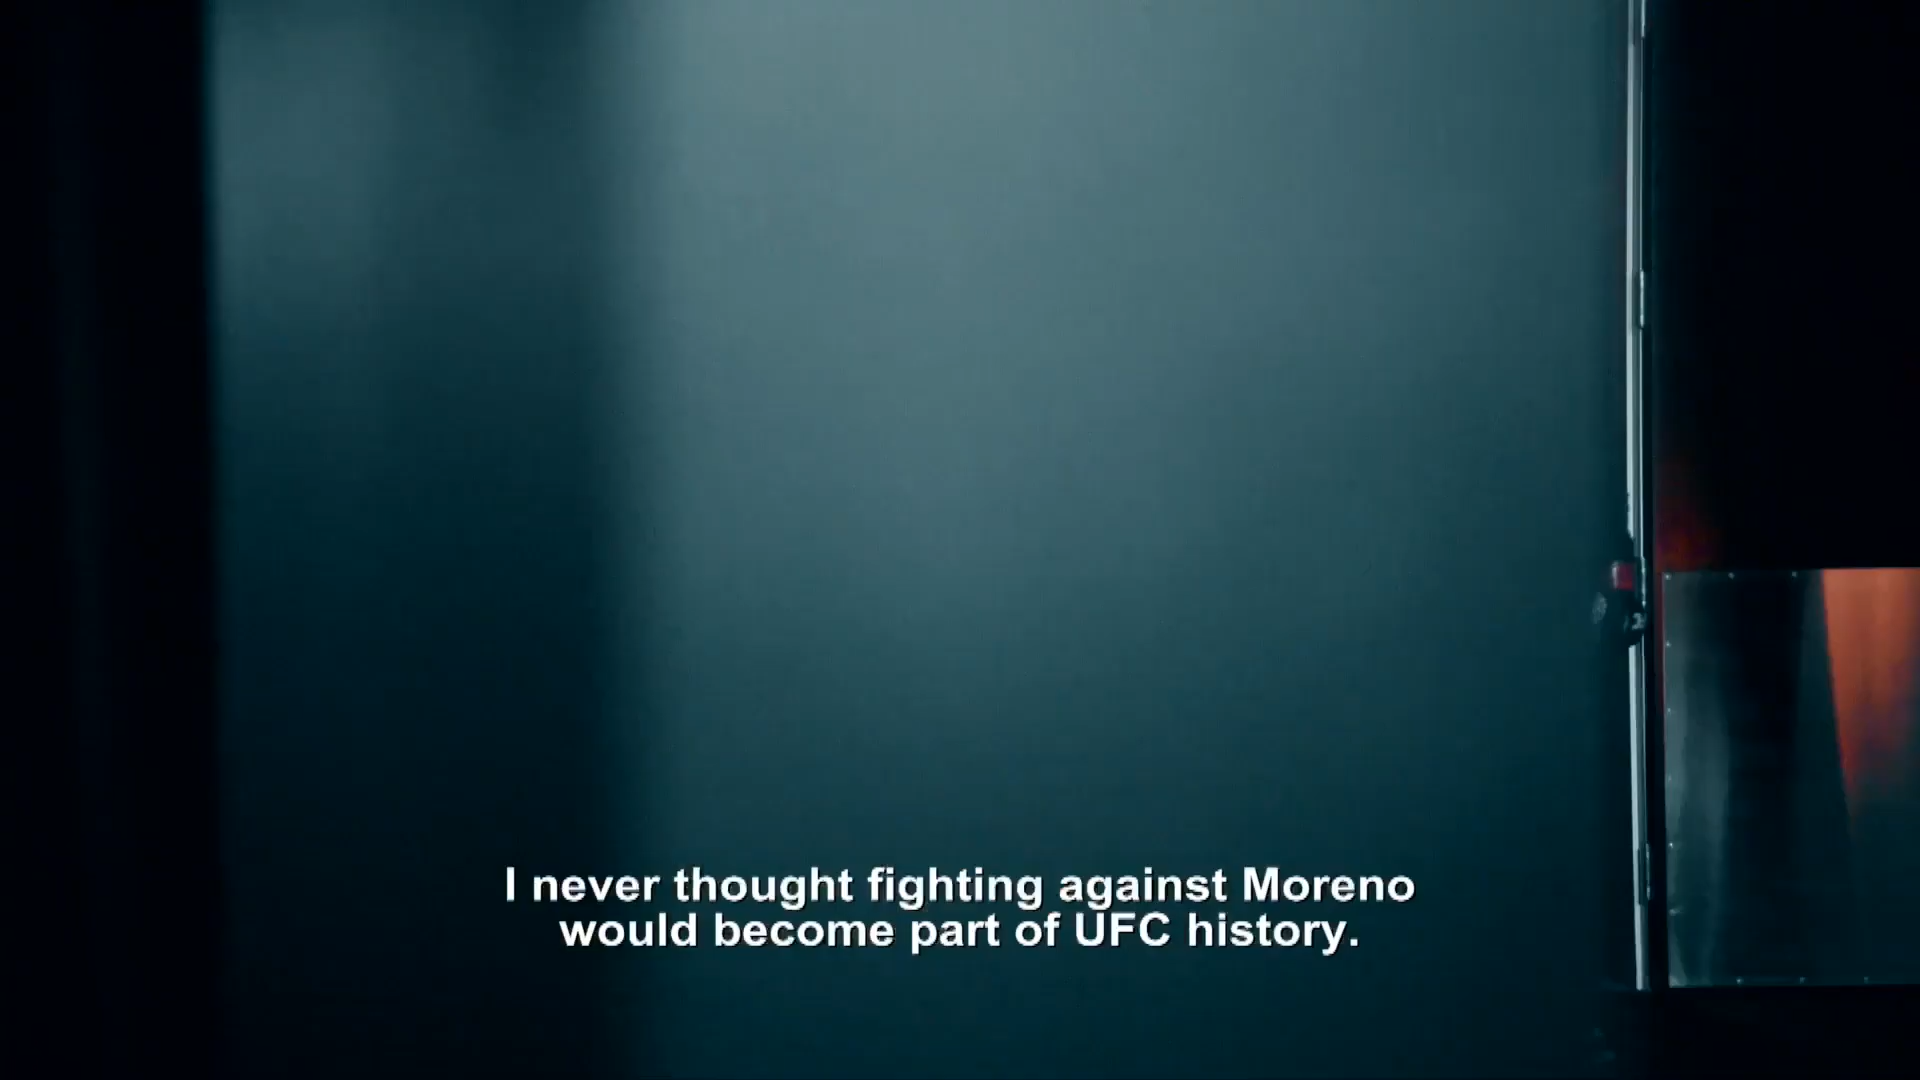 I never thought fighting against Moreno
would become part of UFC history.